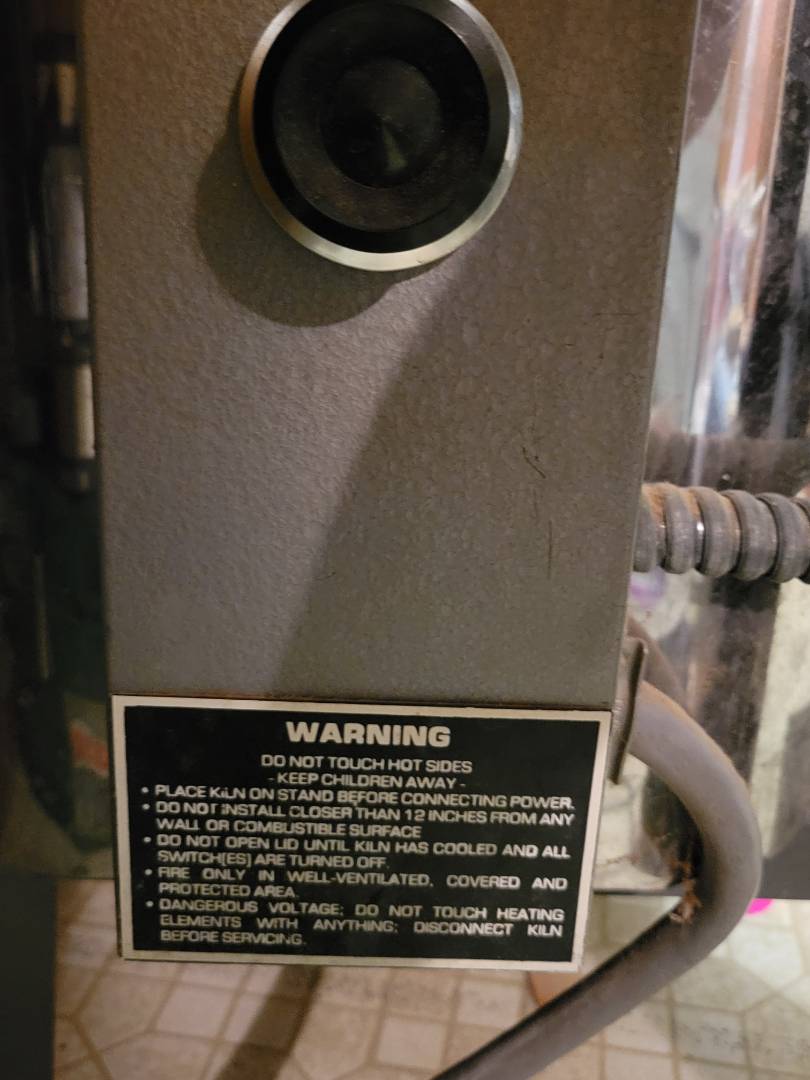 WARNING
DO NOT TOUCH HOT SIDES
- KEEP CHILDREN AWAY -
• PLACE KILN ON STAND BEFORE CONNECTING POWER.
• DO NOT INSTALL CLOSER THAN 12 INCHES FROM ANY
WALL OR COMBUSTIBLE SURFACE
• DO NOT OPEN LID UNTIL KILN HAS COOLED AND ALL
SWITCH(ES) ARE TURNED OFF.
• FIRE ONLY IN WELL-VENTILATED, COVERED AND
PROTECTED AREA.
• DANGEROUS VOLTAGE: DO NOT TOUCH HEATING
ELEMENTS WITH ANYTHING; DISCONNECT KILN
BEFORE SERVICING.